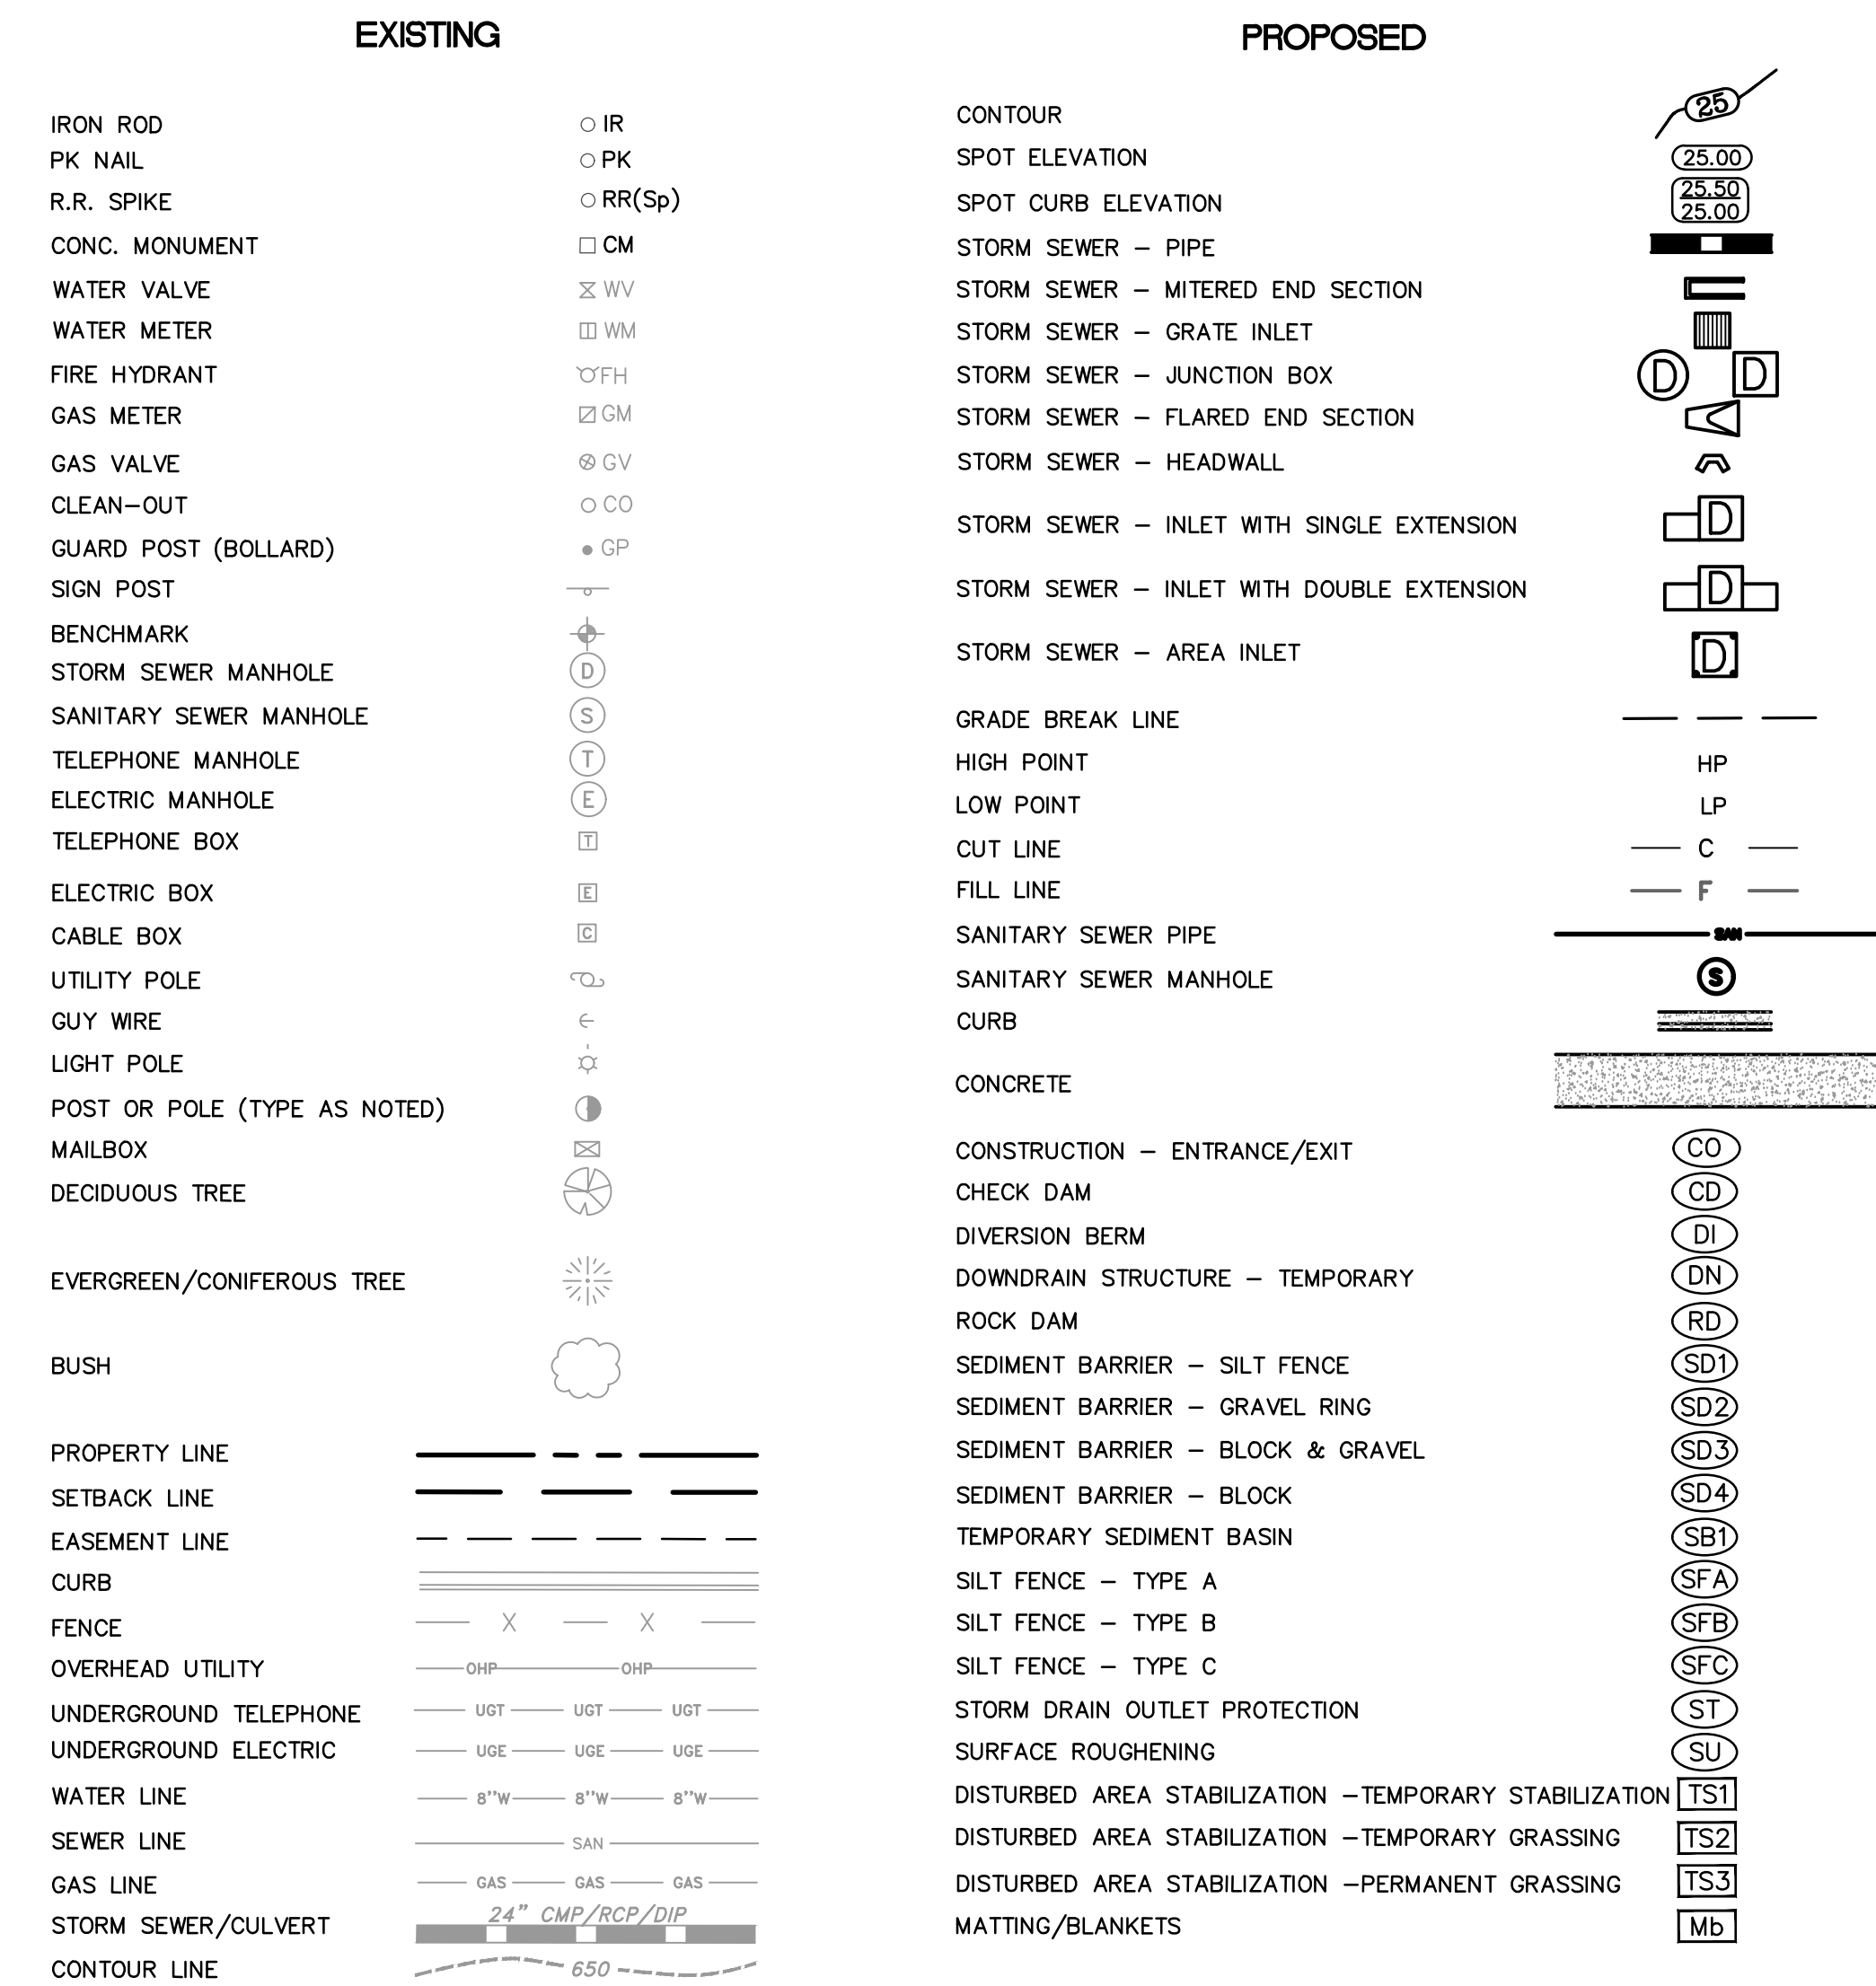 EXISTING
IRON ROD IR
PK NAIL PK
R.R. SPIKE RR(Sp)
CONC. MONUMENT CM
WATER VALVE WV
WATER METER WM
FIRE HYDRANT FH
GAS METER GM
GAS VALVE GV
CLEAN-OUT CO
GUARD POST (BOLLARD) GP
SIGN POST
BENCHMARK
STORM SEWER MANHOLE D
SANITARY SEWER MANHOLE S
TELEPHONE MANHOLE T
ELECTRIC MANHOLE E
TELEPHONE BOX T
ELECTRIC BOX E
CABLE BOX C
UTILITY POLE
GUY WIRE
LIGHT POLE
POST OR POLE (TYPE AS NOTED)
MAILBOX
DECIDUOUS TREE
EVERGREEN/CONIFEROUS TREE
BUSH
PROPERTY LINE
SETBACK LINE
EASEMENT LINE
CURB
FENCE X X
OVERHEAD UTILITY OHP OHP
UNDERGROUND TELEPHONE UGT UGT UGT
UNDERGROUND ELECTRIC UGE UGE UGE
WATER LINE 8''W 8''W 8''W
SEWER LINE SAN
GAS LINE GAS GAS GAS
STORM SEWER/CULVERT 24" CMP/RCP/DIP
CONTOUR LINE 650
PROPOSED
CONTOUR 25
SPOT ELEVATION 25.00
SPOT CURB ELEVATION 25.50
25.00
STORM SEWER - PIPE
STORM SEWER - MITERED END SECTION
STORM SEWER - GRATE INLET
STORM SEWER - JUNCTION BOX D D
STORM SEWER - FLARED END SECTION
STORM SEWER - HEADWALL
STORM SEWER - INLET WITH SINGLE EXTENSION D
STORM SEWER - INLET WITH DOUBLE EXTENSION D
STORM SEWER - AREA INLET D
GRADE BREAK LINE
HIGH POINT HP
LOW POINT LP
CUT LINE C
FILL LINE F
SANITARY SEWER PIPE SAN
SANITARY SEWER MANHOLE S
CURB
CONCRETE
CONSTRUCTION - ENTRANCE/EXIT CO
CHECK DAM CD
DIVERSION BERM DI
DOWNDRAIN STRUCTURE - TEMPORARY DN
ROCK DAM RD
SEDIMENT BARRIER - SILT FENCE SD1
SEDIMENT BARRIER - GRAVEL RING SD2
SEDIMENT BARRIER - BLOCK & GRAVEL SD3
SEDIMENT BARRIER - BLOCK SD4
TEMPORARY SEDIMENT BASIN SB1
SILT FENCE - TYPE A SFA
SILT FENCE - TYPE B SFB
SILT FENCE - TYPE C SFC
STORM DRAIN OUTLET PROTECTION ST
SURFACE ROUGHENING SU
DISTURBED AREA STABILIZATION -TEMPORARY STABILIZATION TS1
DISTURBED AREA STABILIZATION -TEMPORARY GRASSING TS2
DISTURBED AREA STABILIZATION -PERMANENT GRASSING TS3
MATTING/BLANKETS Mb